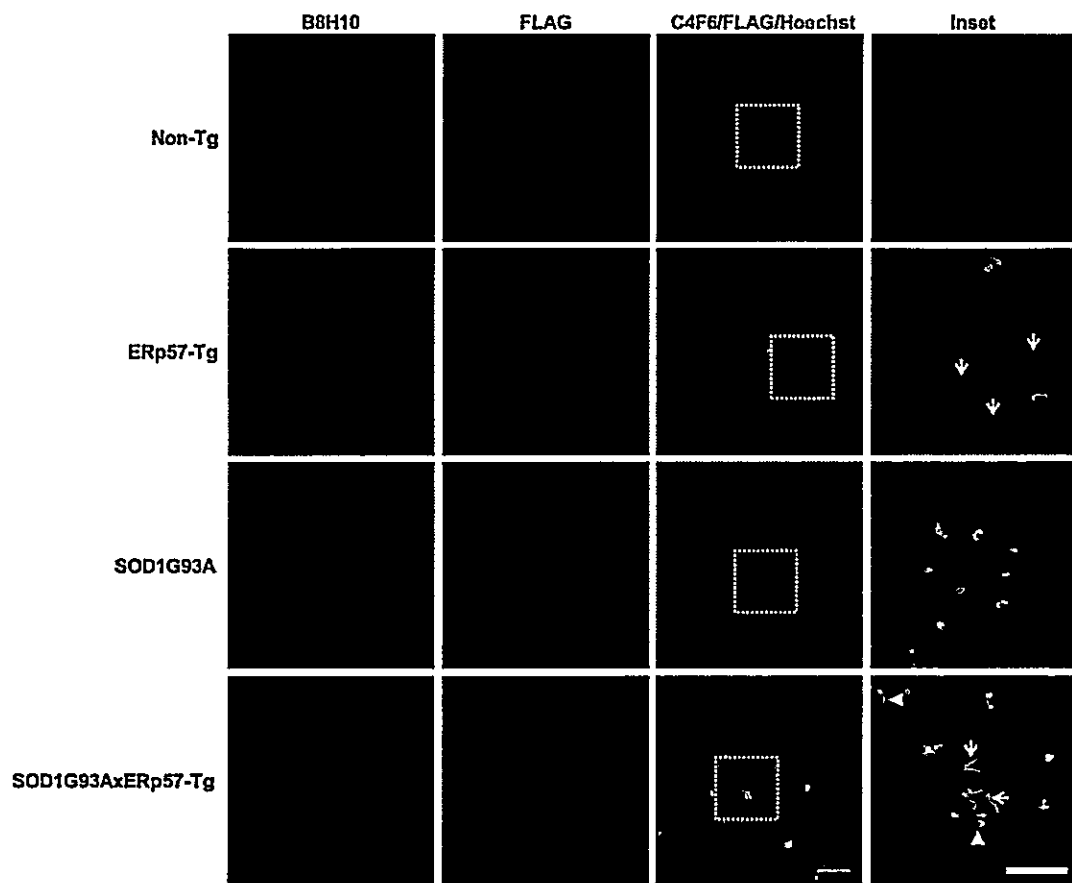 B8H10 FLAG C4F6/FLAG/Hoechst Inset
Non-Tg
ERp57-Tg
SOD1G93A
SOD1G93AxERp57-Tg